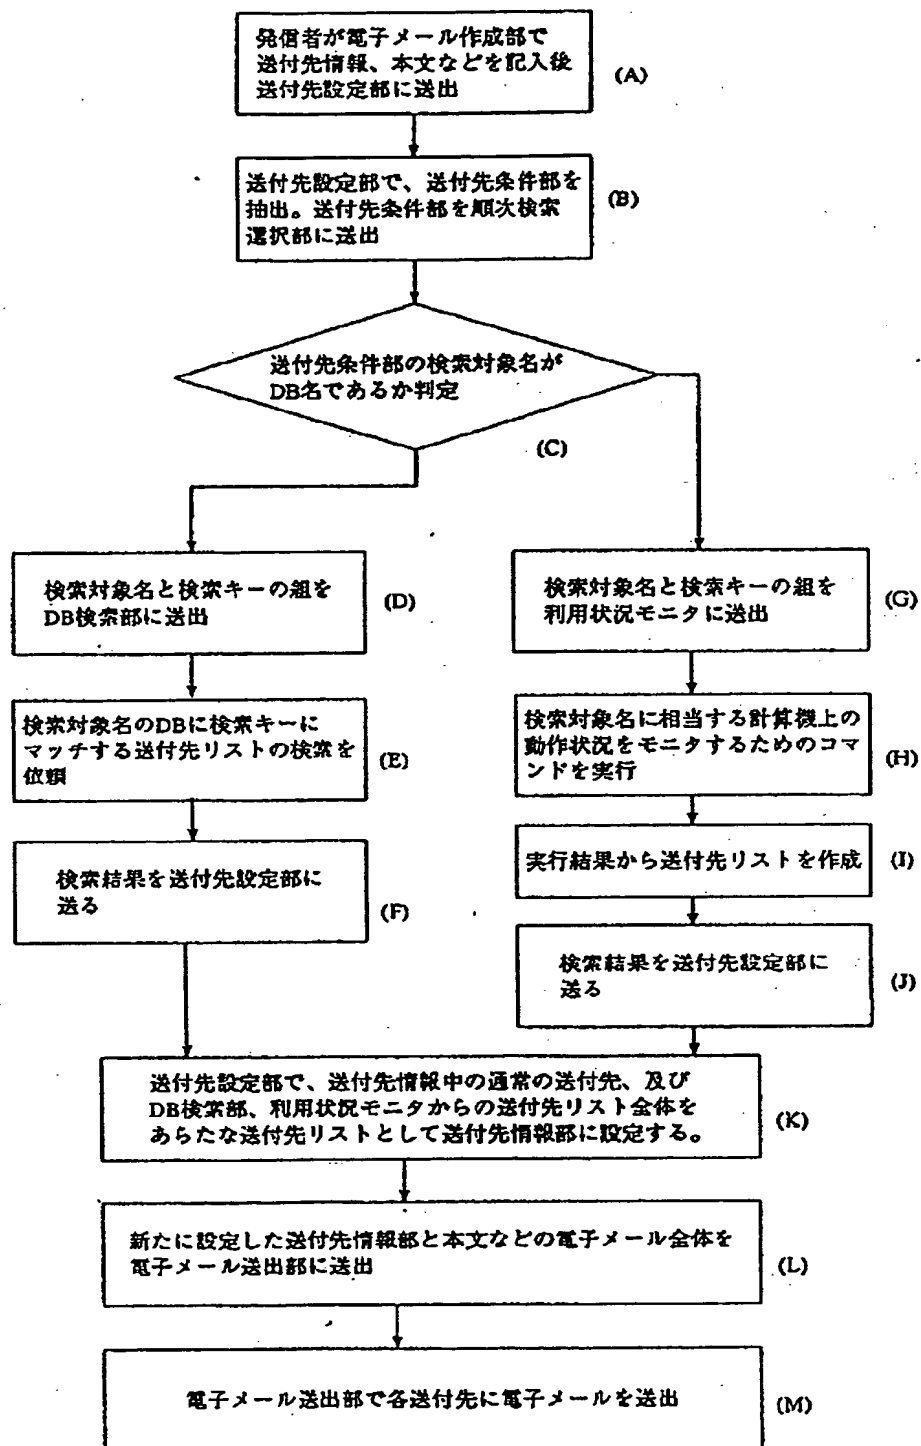 発信者が電子メール作成部で
送付先情報、本文などを記入後
送付先設定部に送出
(A)
送付先設定部で、送付先条件部を
抽出。送付先条件部を順次検索
選択部に送出
(B)
送付先条件部の検索対象名が
DB名であるか判定
(C)
検索対象名と検索キーの組を
DB検索部に送出
(D)
検索対象名のDBに検索キーに
マッチする送付先リストの検索を
依頼
(E)
検索結果を送付先設定部に
送る
(F)
検索対象名と検索キーの組を
利用状況モニタに送出
(G)
検索対象名に相当する計算機上の
動作状況をモニタするためのコマ
ンドを実行
(H)
実行結果から送付先リストを作成
(I)
検索結果を送付先設定部に
送る
(J)
送付先設定部で、送付先情報中の通常の送付先、及び
DB検索部、利用状況モニタからの送付先リスト全体を
あらたな送付先リストとして送付先情報部に設定する。
(K)
新たに設定した送付先情報部と本文などの電子メール全体を
電子メール送出部に送出
(L)
電子メール送出部で各送付先に電子メールを送出
(M)